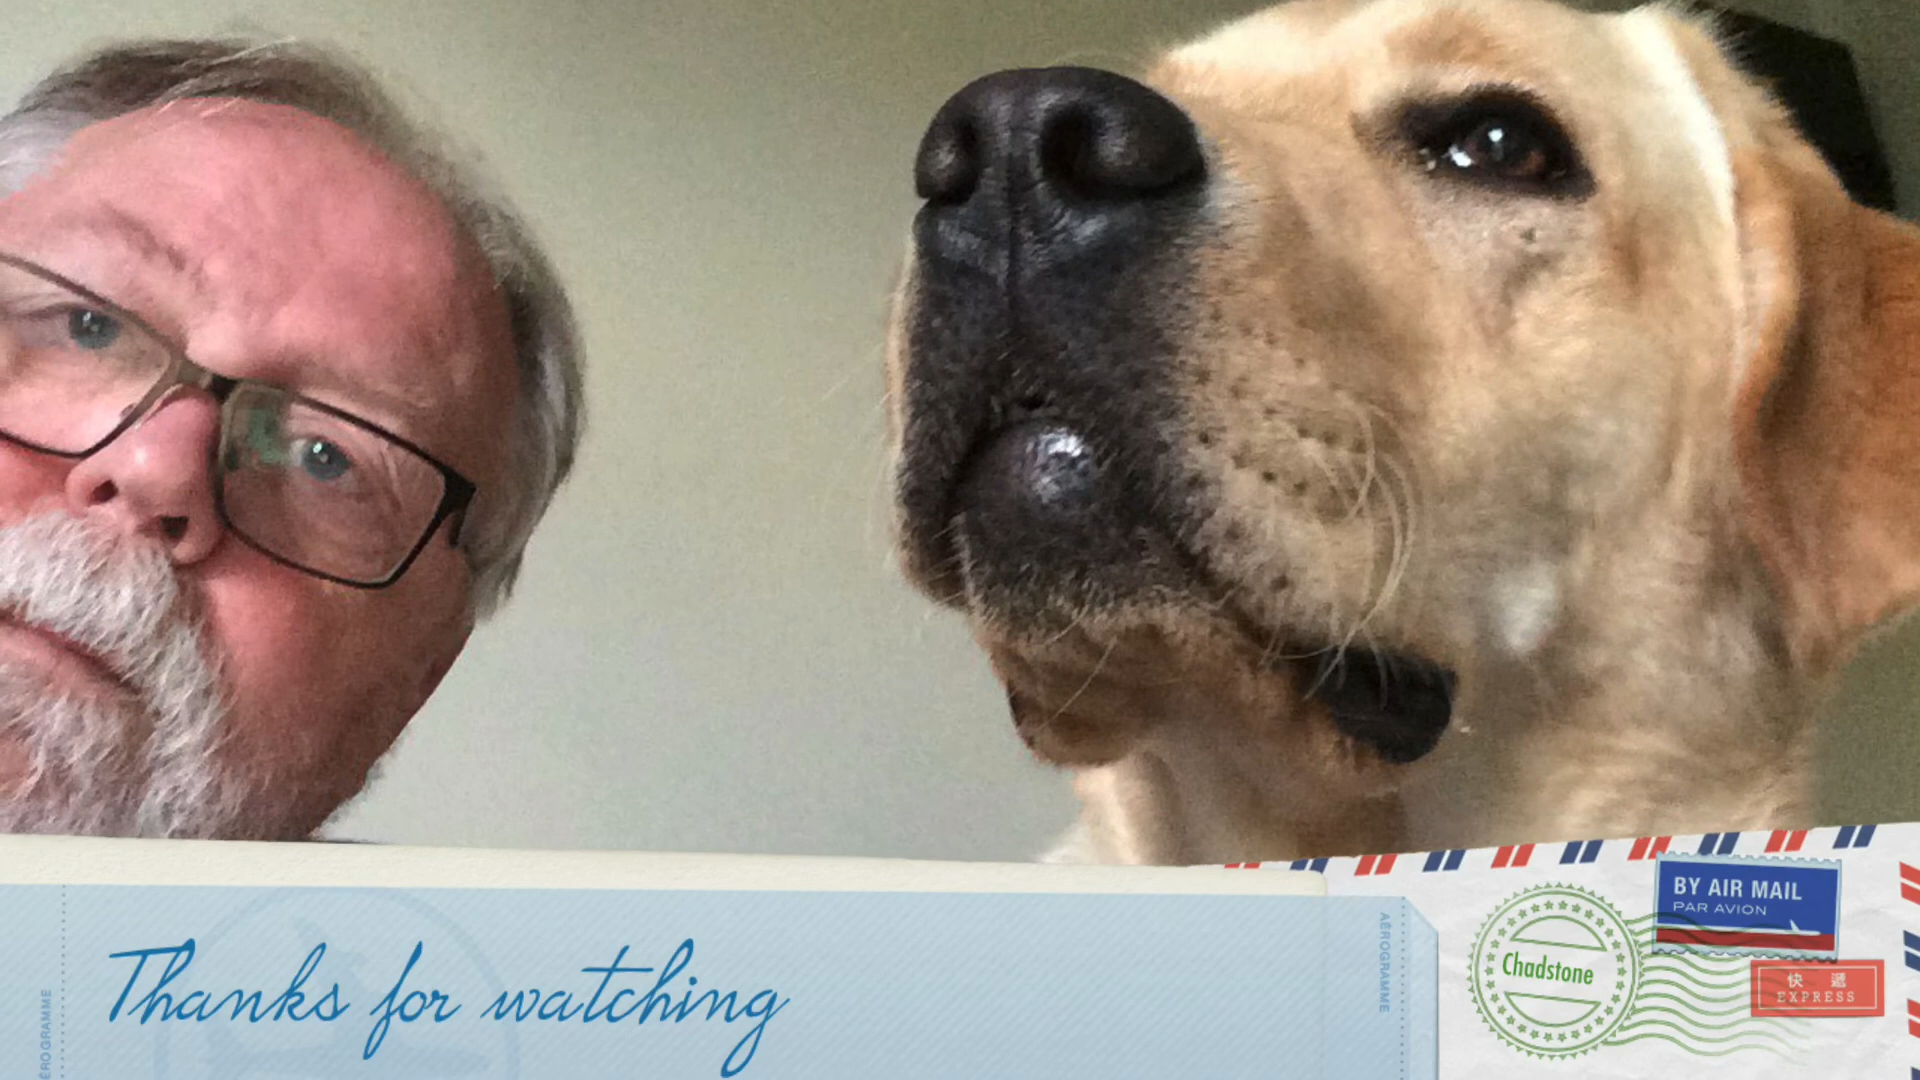 Thanks for watching
AÉROGRAMME
AÉROGRAMME
Chadstone
BY AIR MAIL
PAR AVION
快 遞
EXPRESS